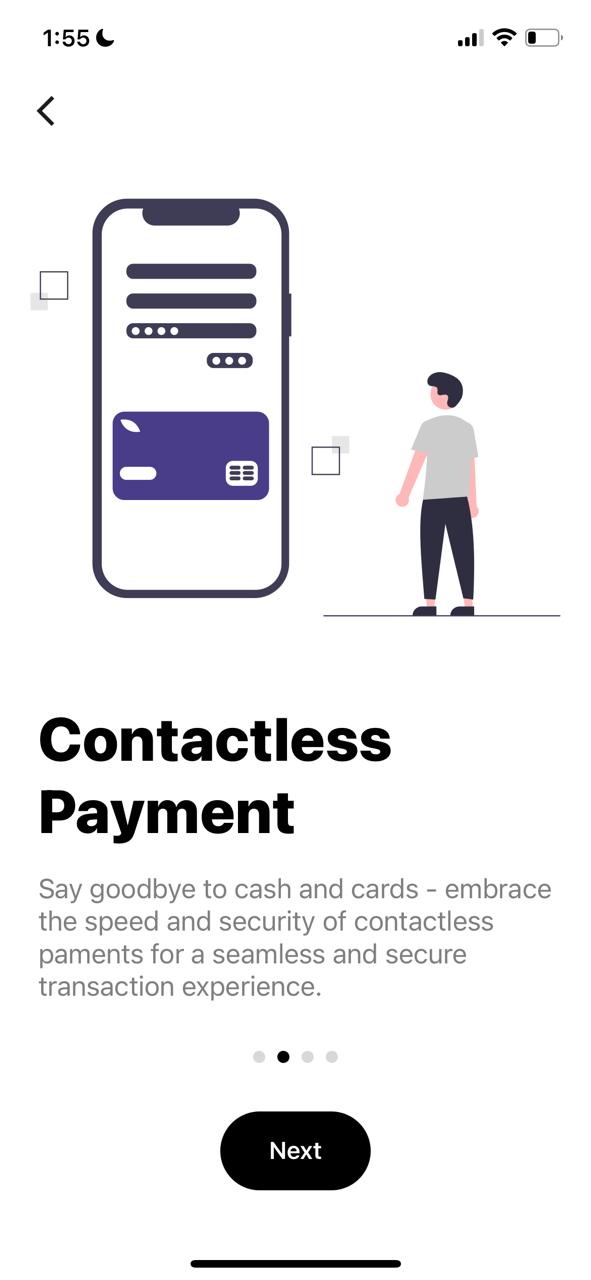 1:55
Contactless
Payment
Say goodbye to cash and cards - embrace
the speed and security of contactless
paments for a seamless and secure
transaction experience.
Next